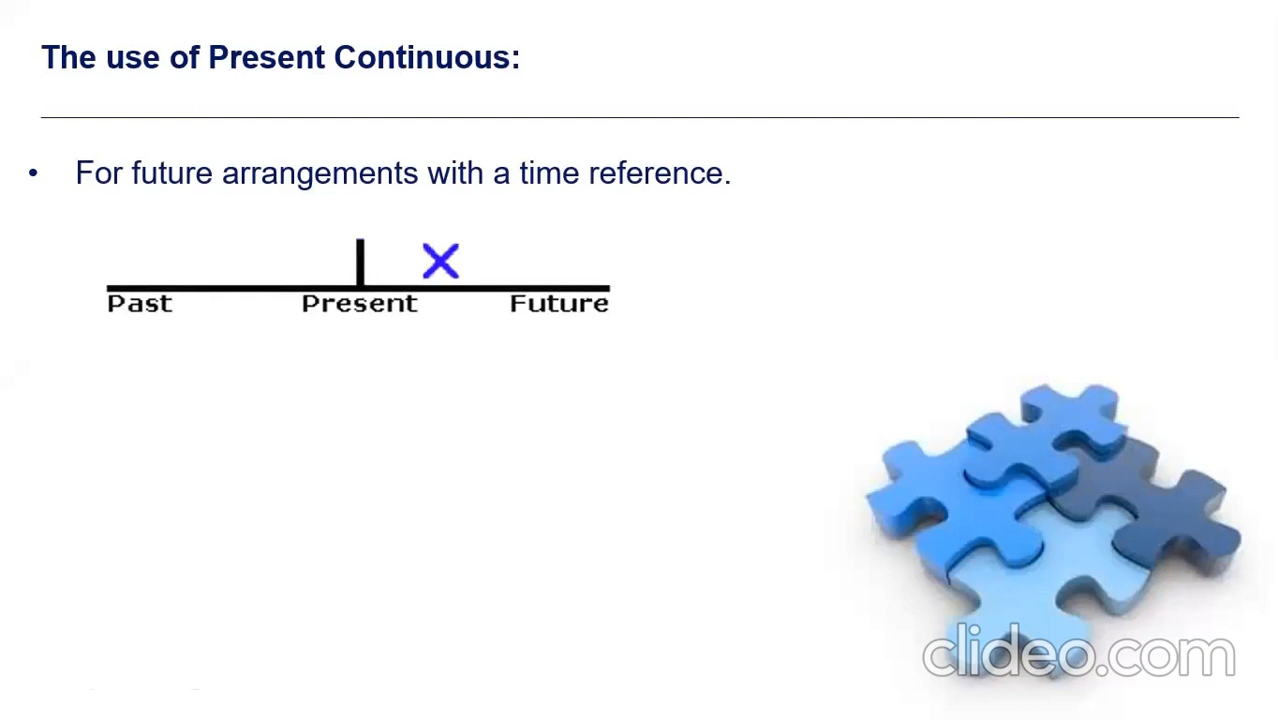 The use of Present Continuous:
• For future arrangements with a time reference.
Past Present Future
clideo.com